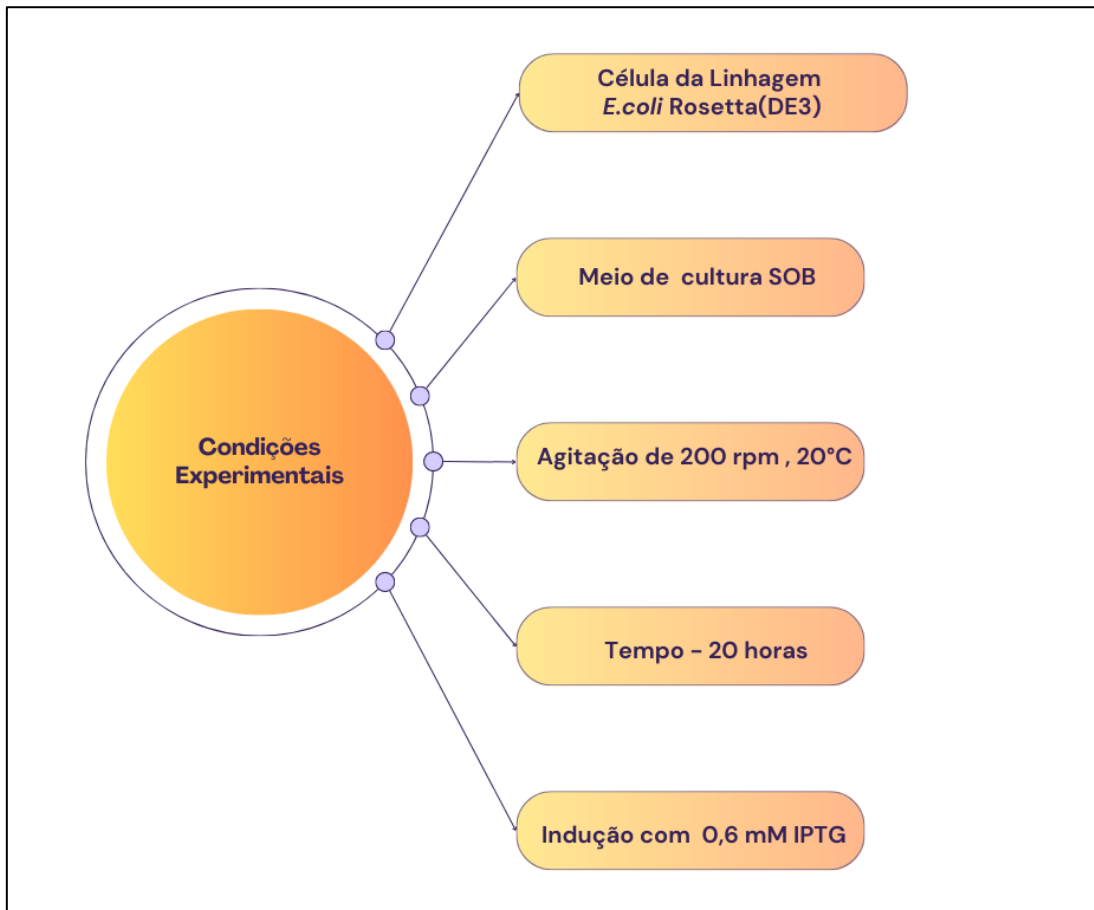 Célula da Linhagem
E.coli Rosetta(DE3)
Meio de cultura SOB
Condições
Experimentais
Agitação de 200 rpm , 20°C
Tempo - 20 horas
Indução com 0,6 mM IPTG